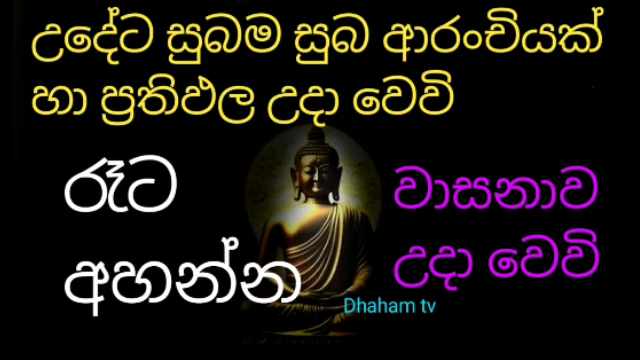 උදේට සුබම සුබ ආරංචියක්
හා ප්‍රතිඵල උදා වෙවි
රෑට
අහන්න
වාසනාව
උදා වෙවි
Dhaham tv